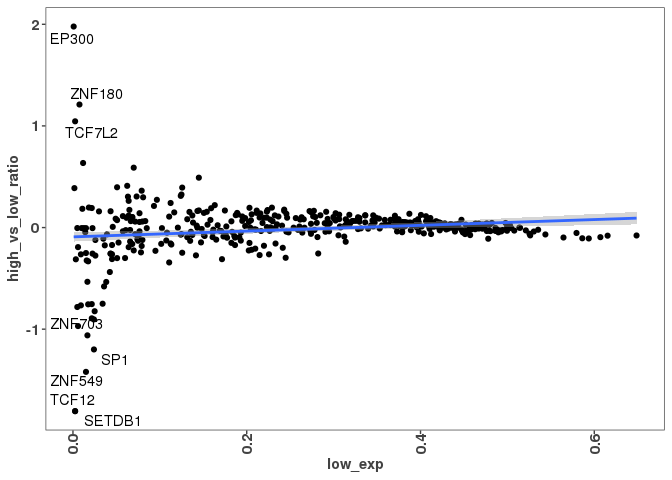 2
EP300
ZNF180
1
TCF7L2
0
high_vs_low_ratio
-1
ZNF703
SP1
ZNF549
TCF12
SETDB1
0.0
0.2
0.4
0.6
low_exp